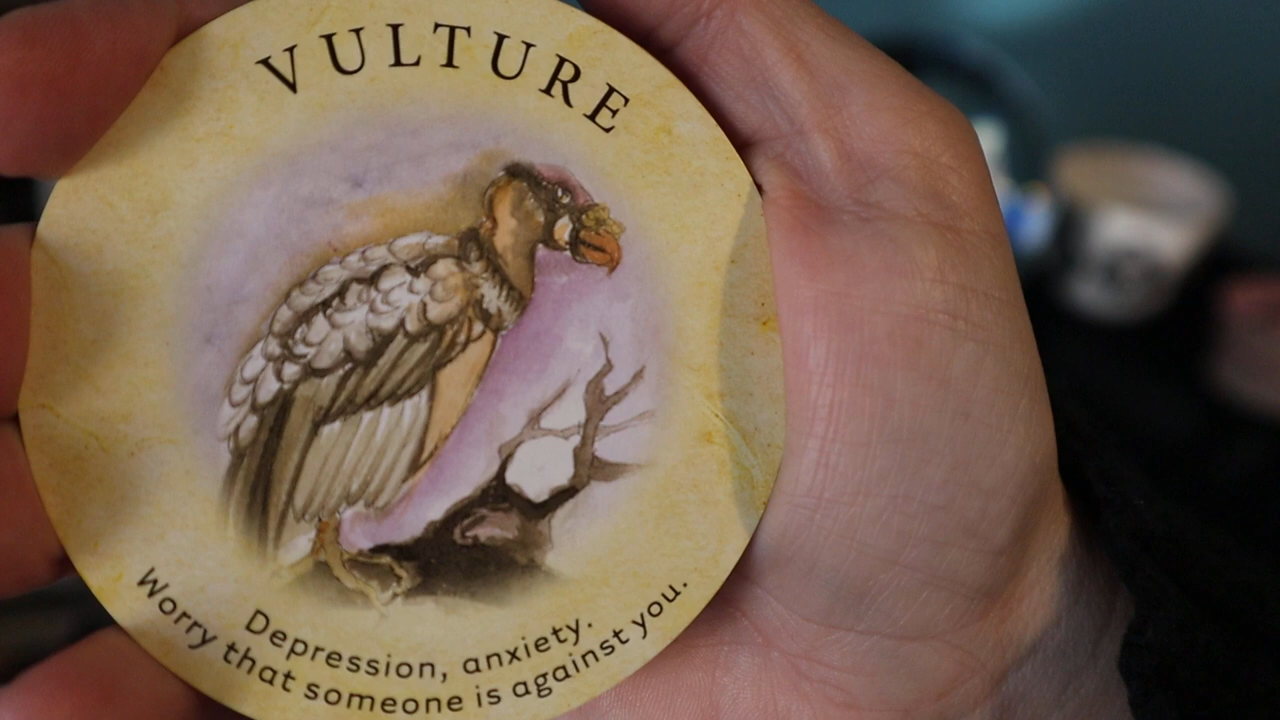 VULTURE
Depression, anxiety.
Worry that someone is against you.